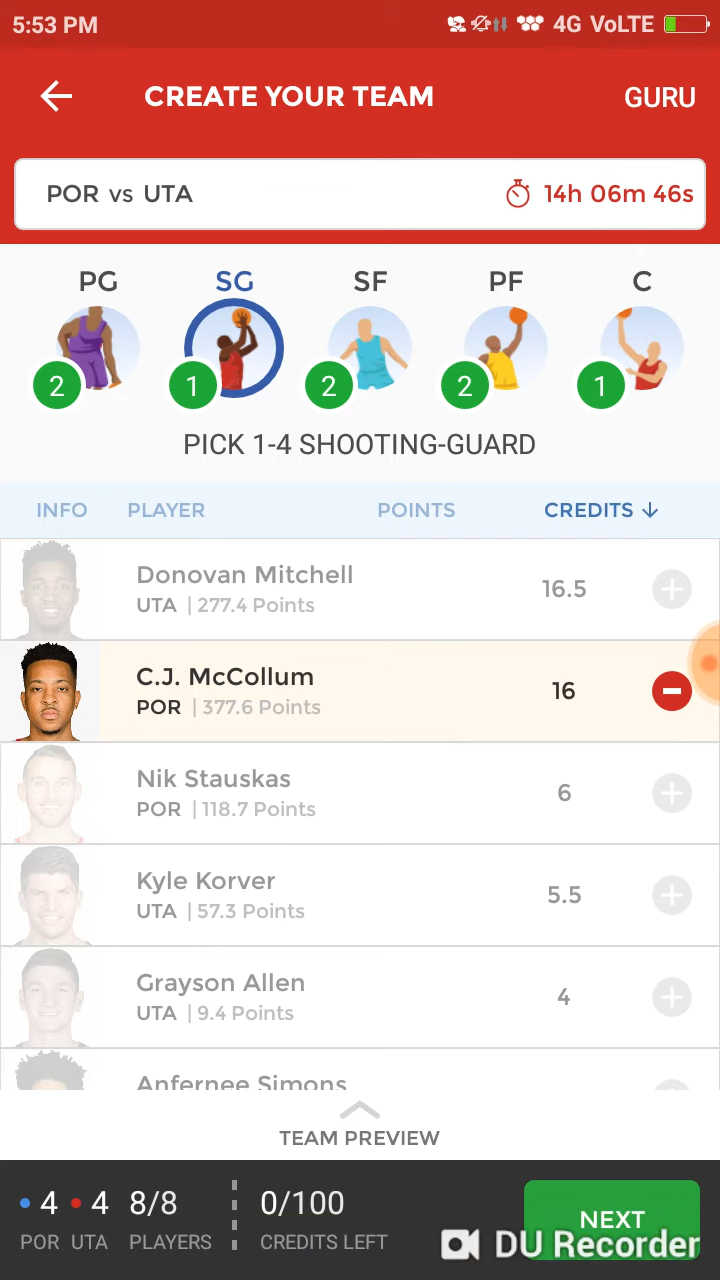 5:53 PM 4G VoLTE
CREATE YOUR TEAM GURU
POR vs UTA 14h 06m 46s
PG SG SF PF C
2 1 2 2 1
PICK 1-4 SHOOTING-GUARD
INFO PLAYER POINTS CREDITS ↓
Donovan Mitchell
UTA | 277.4 Points 16.5
C.J. McCollum
POR | 377.6 Points 16
Nik Stauskas
POR | 118.7 Points 6
Kyle Korver
UTA | 57.3 Points 5.5
Grayson Allen
UTA | 9.4 Points 4
Anfernee Simons
TEAM PREVIEW
4 4 8/8 0/100 NEXT
POR UTA PLAYERS CREDITS LEFT
DU Recorder